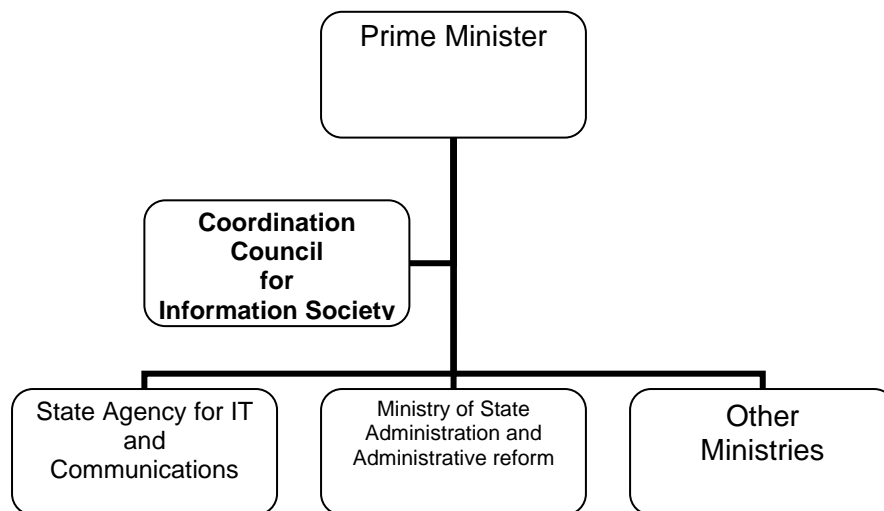 Prime Minister
Coordination
Council
for
Information Society
State Agency for IT
and
Communications
Ministry of State
Administration and
Administrative reform
Other
Ministries